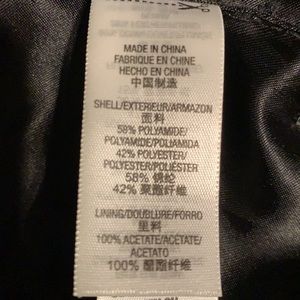 MADE IN CHINA
FABRIQUE EN CHINE
HECHO EN CHINA
中国制造
SHELL/EXTERIEUR/ARMAZON
面料
58% POLYAMIDE/
POLYAMIDE/POLIAMIDA
42% POLYESTER/
POLYESTER/POLIÉSTER
58% 锦纶
42% 聚酯纤维
LINING/DOUBLURE/FORRO
里料
100% ACETATE/ACÉTATE/
ACETATO
100% 醋酯纤维